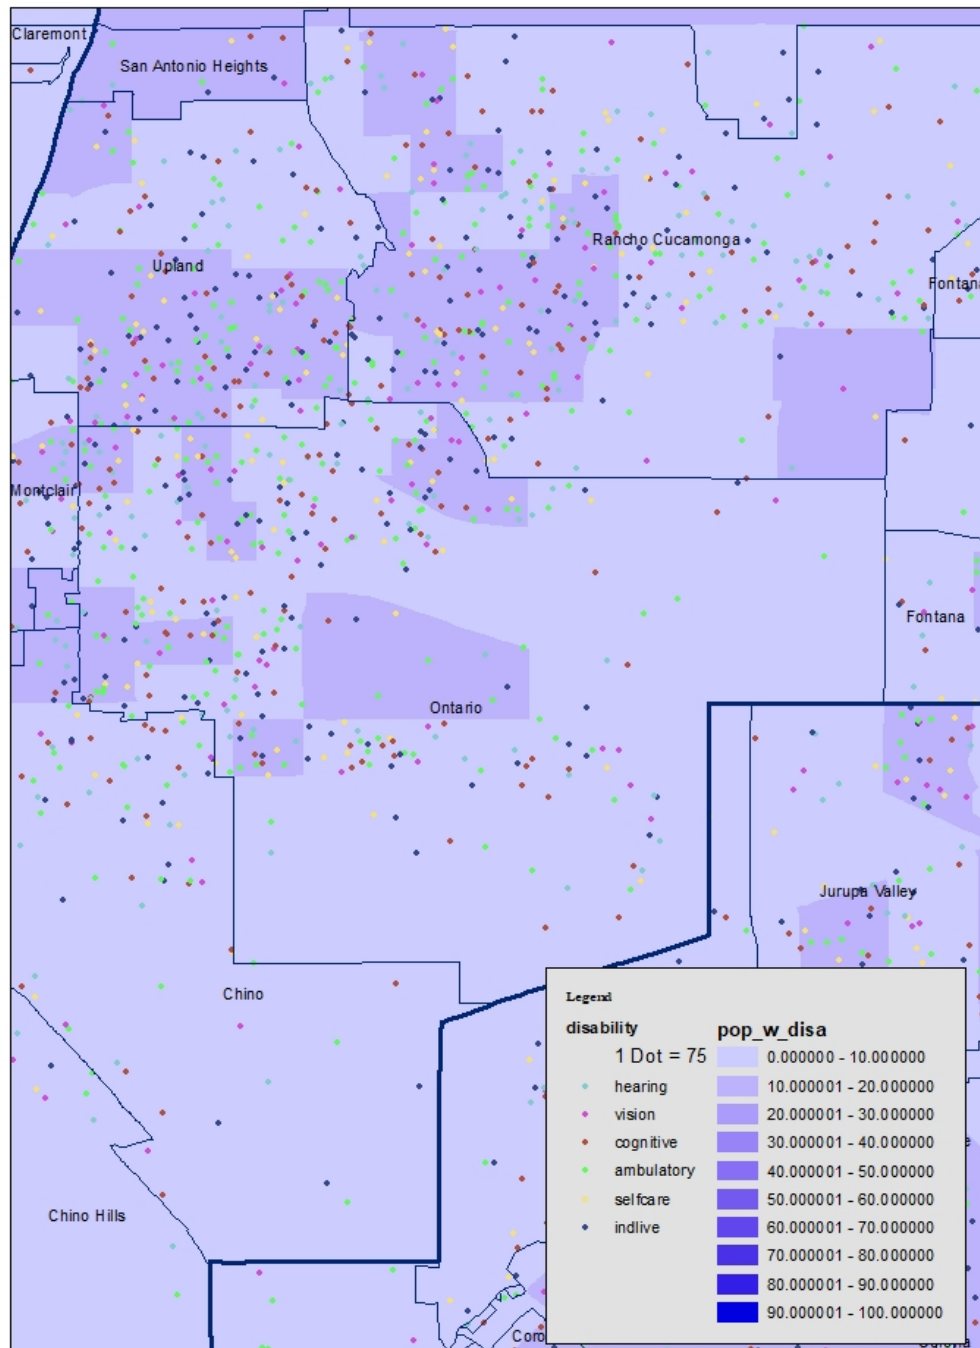 Claremont
San Antonio Heights
Rancho Cucamonga
Upland
Fontana
Montclair
Fontana
Ontario
Jurupa Valley
Chino
Chino Hills
Legend
disability
1 Dot = 75
hearing
vision
cognitive
ambulatory
selfcare
indlive
pop_w_disa
0.000000 - 10.000000
10.000001 - 20.000000
20.000001 - 30.000000
30.000001 - 40.000000
40.000001 - 50.000000
50.000001 - 60.000000
60.000001 - 70.000000
70.000001 - 80.000000
80.000001 - 90.000000
90.000001 - 100.000000
Coro